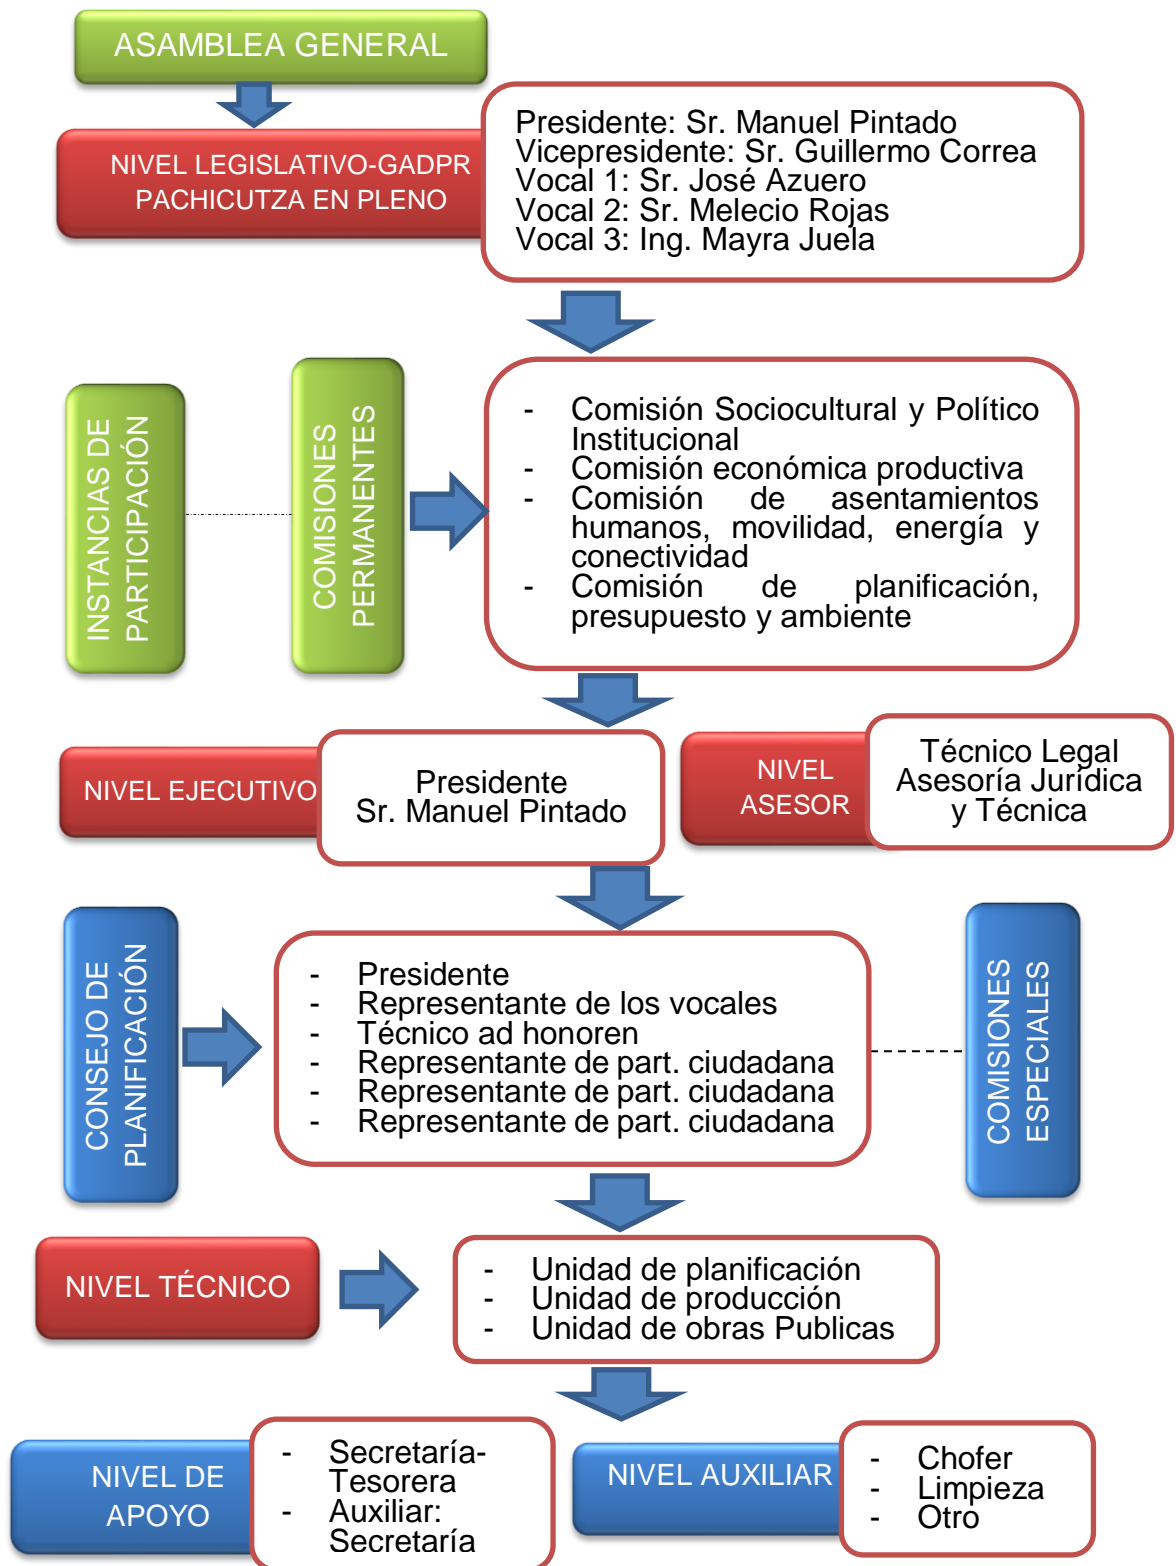 ASAMBLEA GENERAL
NIVEL LEGISLATIVO-GADPR
PACHICUTZA EN PLENO
Presidente: Sr. Manuel Pintado
Vicepresidente: Sr. Guillermo Correa
Vocal 1: Sr. José Azuero
Vocal 2: Sr. Melecio Rojas
Vocal 3: Ing. Mayra Juela
INSTANCIAS DE
PARTICIPACIÓN
COMISIONES
PERMANENTES
- Comisión Sociocultural y Político
Institucional
- Comisión económica productiva
- Comisión de asentamientos
humanos, movilidad, energía y
conectividad
- Comisión de planificación,
presupuesto y ambiente
NIVEL EJECUTIVO
Presidente
Sr. Manuel Pintado
NIVEL
ASESOR
Técnico Legal
Asesoría Jurídica
y Técnica
CONSEJO DE
PLANIFICACIÓN
- Presidente
- Representante de los vocales
- Técnico ad honoren
- Representante de part. ciudadana
- Representante de part. ciudadana
- Representante de part. ciudadana
COMISIONES
ESPECIALES
NIVEL TÉCNICO
- Unidad de planificación
- Unidad de producción
- Unidad de obras Publicas
NIVEL DE
APOYO
- Secretaría-
Tesorera
- Auxiliar:
Secretaría
NIVEL AUXILIAR
- Chofer
- Limpieza
- Otro